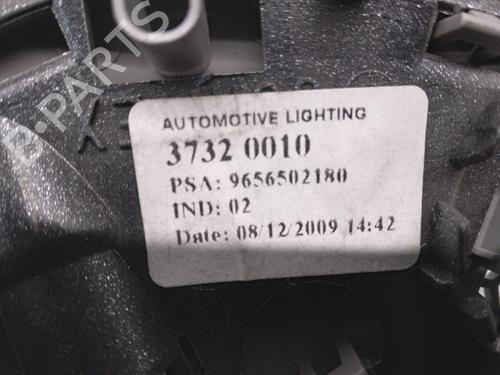 B-PARTS
AUTOMOTIVE LIGHTING
3732 0010
PSA: 9656502180
IND: 02
Date: 08/12/2009 14:42